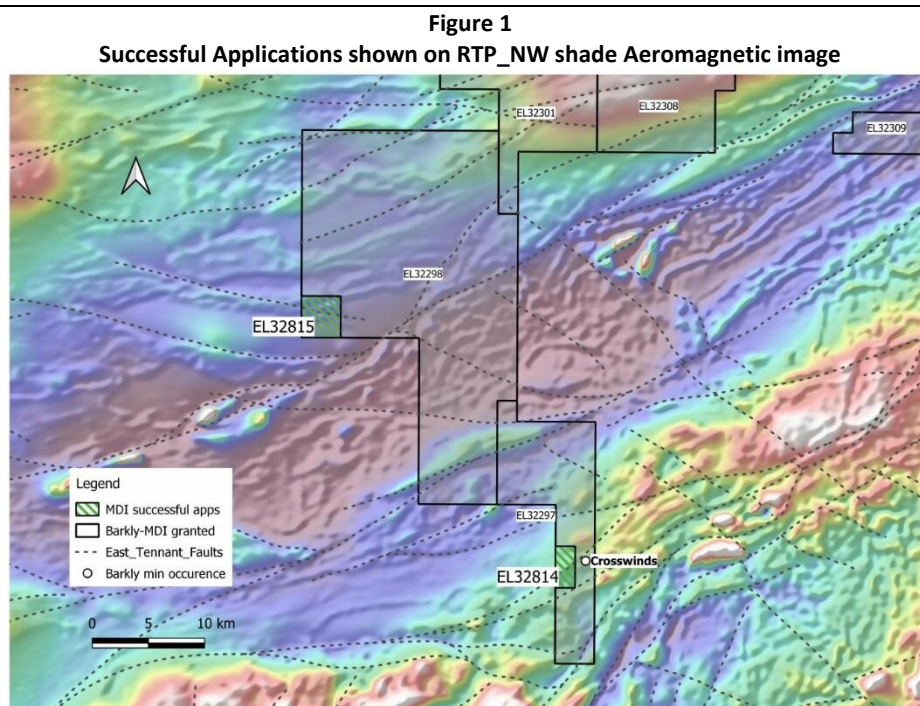 Figure 1
Successful Applications shown on RTP_NW shade Aeromagnetic image
EL32301
EL32308
EL32309
EL32298
EL32815
Legend
MDI successful apps
Barkly-MDI granted
East_Tennant_Faults
Barkly min occurence
0 5 10 km
EL32297
Crosswinds
EL32814